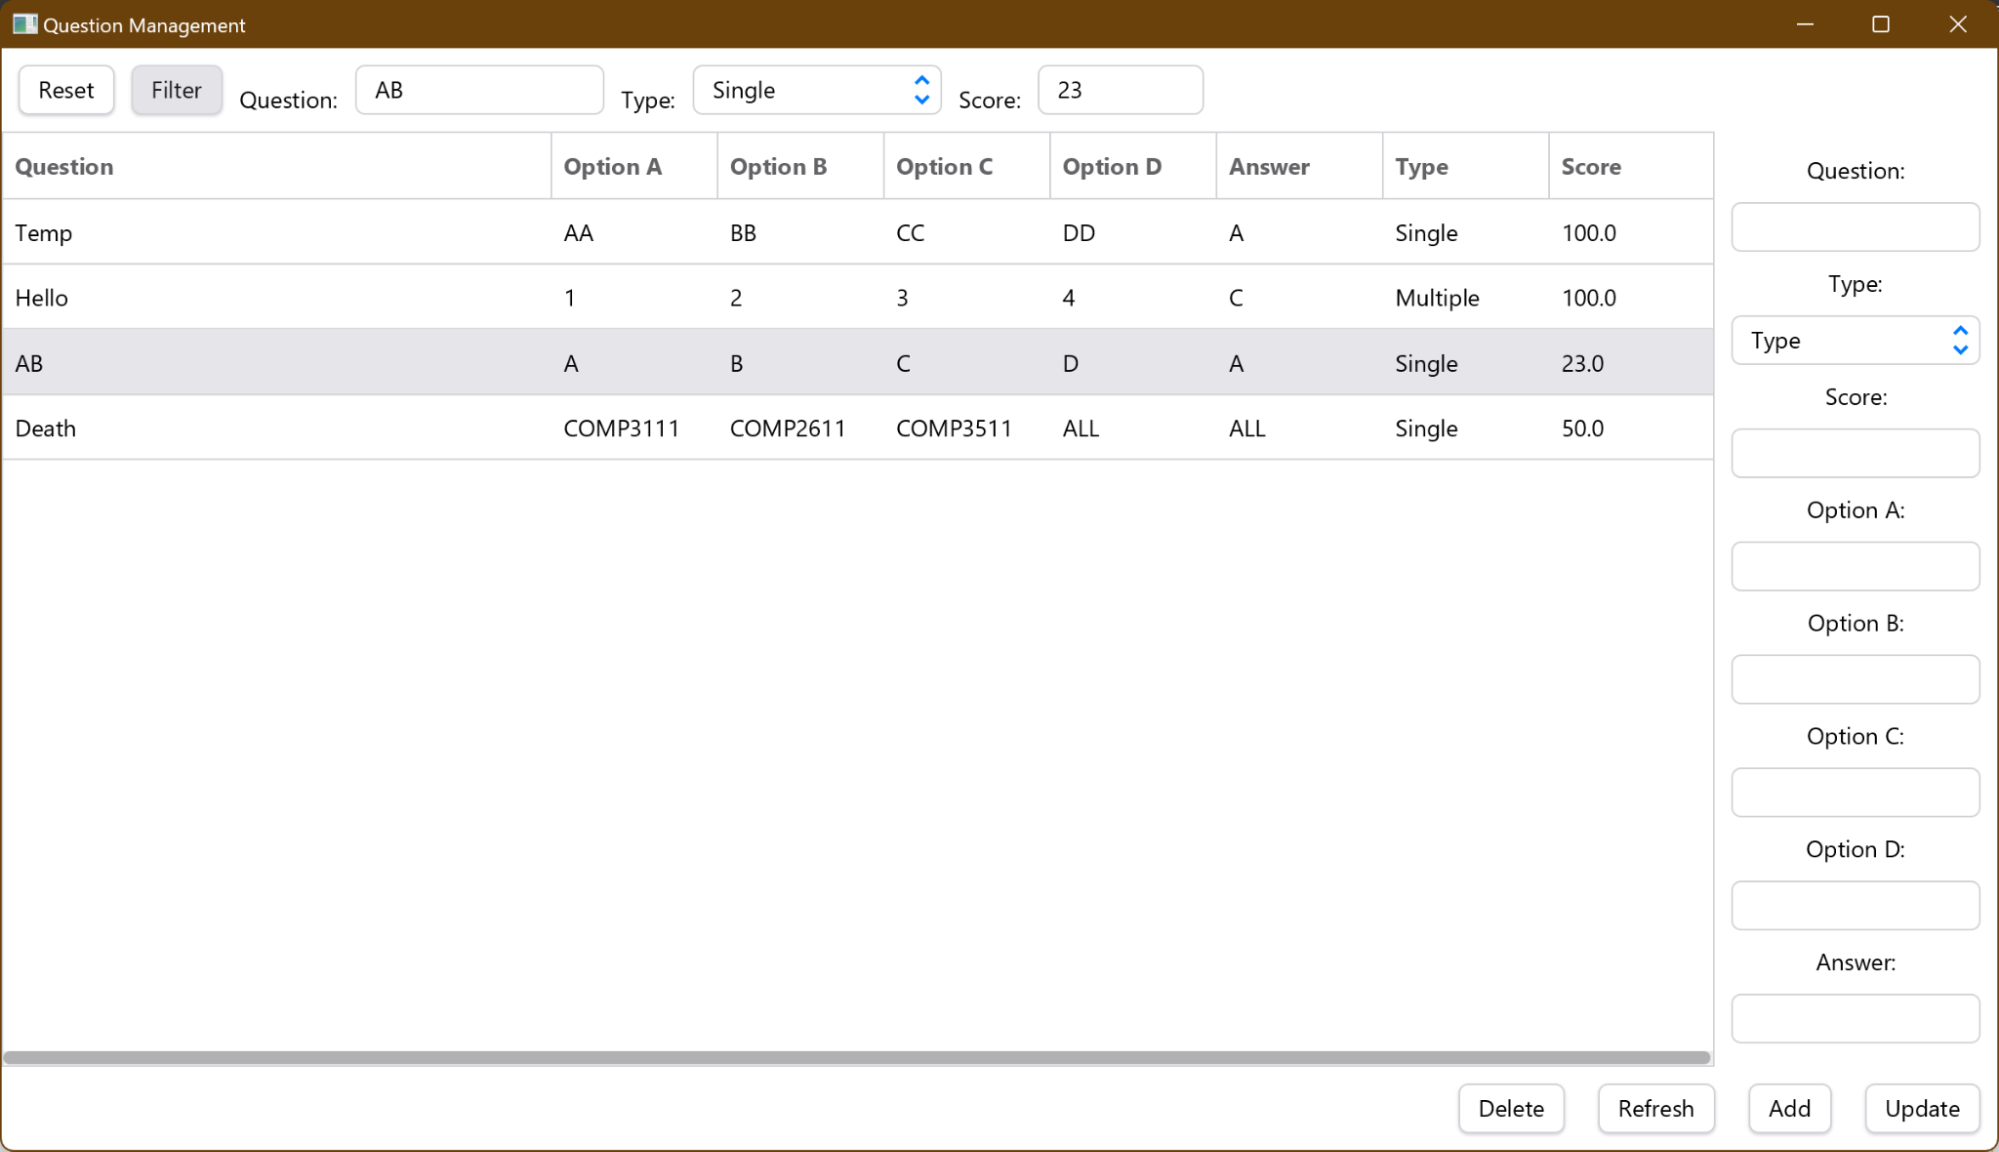 Question Management
Reset Filter Question: AB Type: Single Score: 23
Question Option A Option B Option C Option D Answer Type Score
Temp AA BB CC DD A Single 100.0
Hello 1 2 3 4 C Multiple 100.0
AB A B C D A Single 23.0
Death COMP3111 COMP2611 COMP3511 ALL ALL Single 50.0
Question:
Type:
Type
Score:
Option A:
Option B:
Option C:
Option D:
Answer:
Delete Refresh Add Update